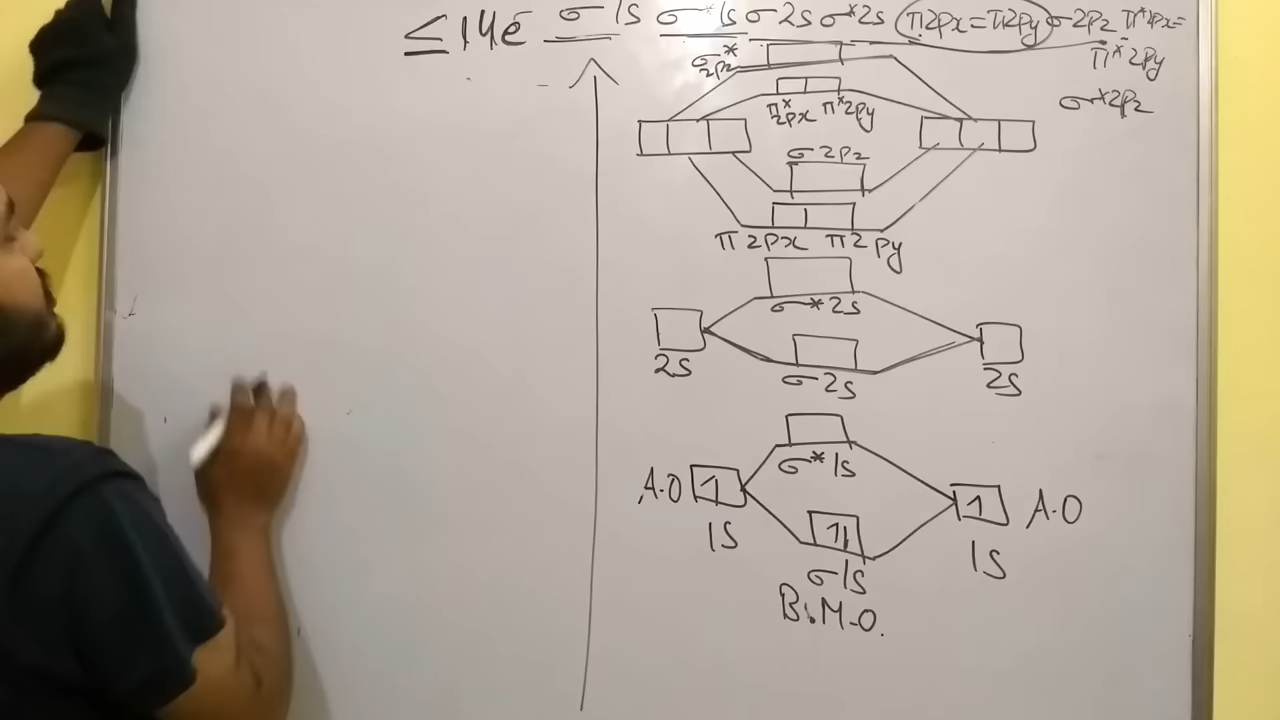 ≤14e̅ σ1s σ*1s σ2s σ*2s π2px=π2py σ2pz π*2px=
π*2py
σ*2pz
σ*
2pz
π* π*2py
2px
σ2pz
π2px π2py
σ*2s
2s σ2s 2s
σ*1s
A.O 1 1 A.O
1s 1L 1s
σ1s
B.M.O.